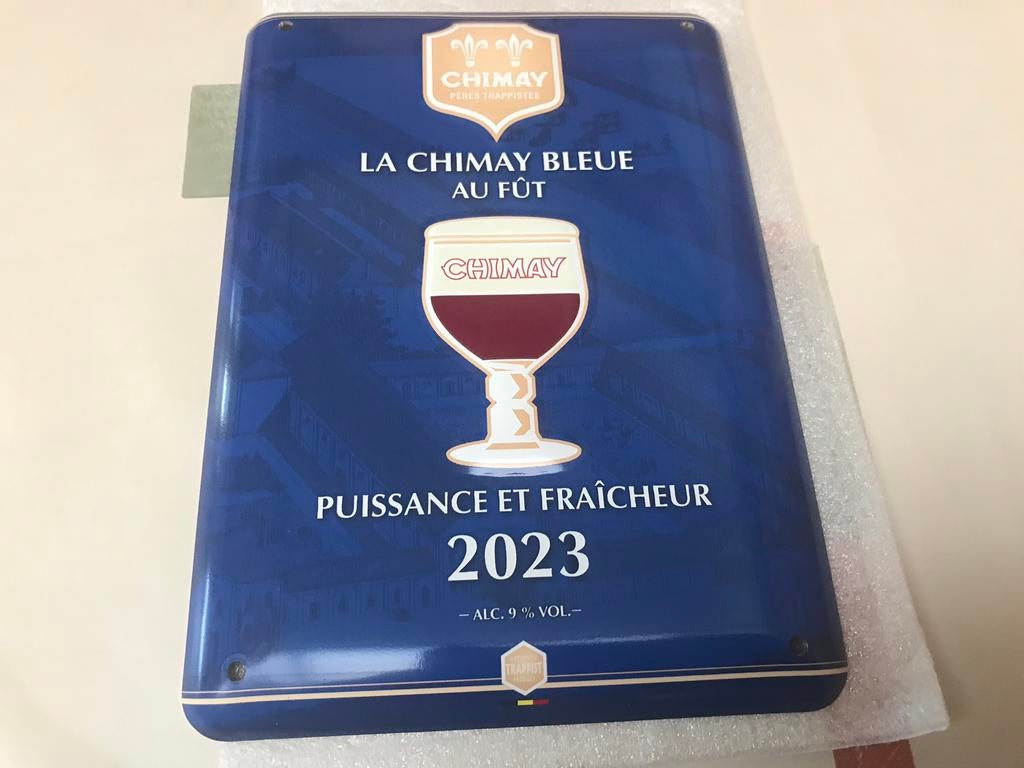 CHIMAY
PÈRES TRAPPISTES
LA CHIMAY BLEUE
AU FÛT
CHIMAY
PUISSANCE ET FRAÎCHEUR
2023
– ALC. 9 % VOL.–
TRAPPIST